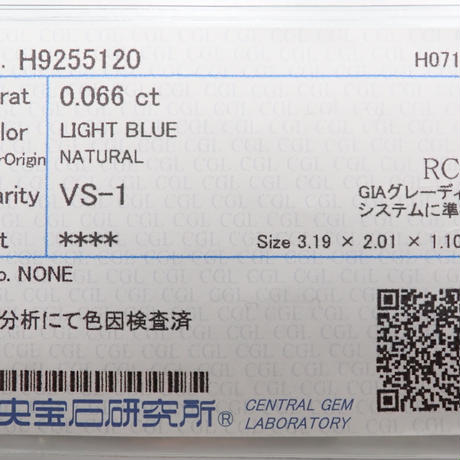 . H9255120 H071
rat 0.066 ct
lor LIGHT BLUE
rOrigin NATURAL
arity VS-1 RC
GIAグレーディ
システムに準
t **** Size 3.19 × 2.01 × 1.10
o. NONE
分析にて色因検査済
央宝石研究所® CENTRAL GEM
LABORATORY